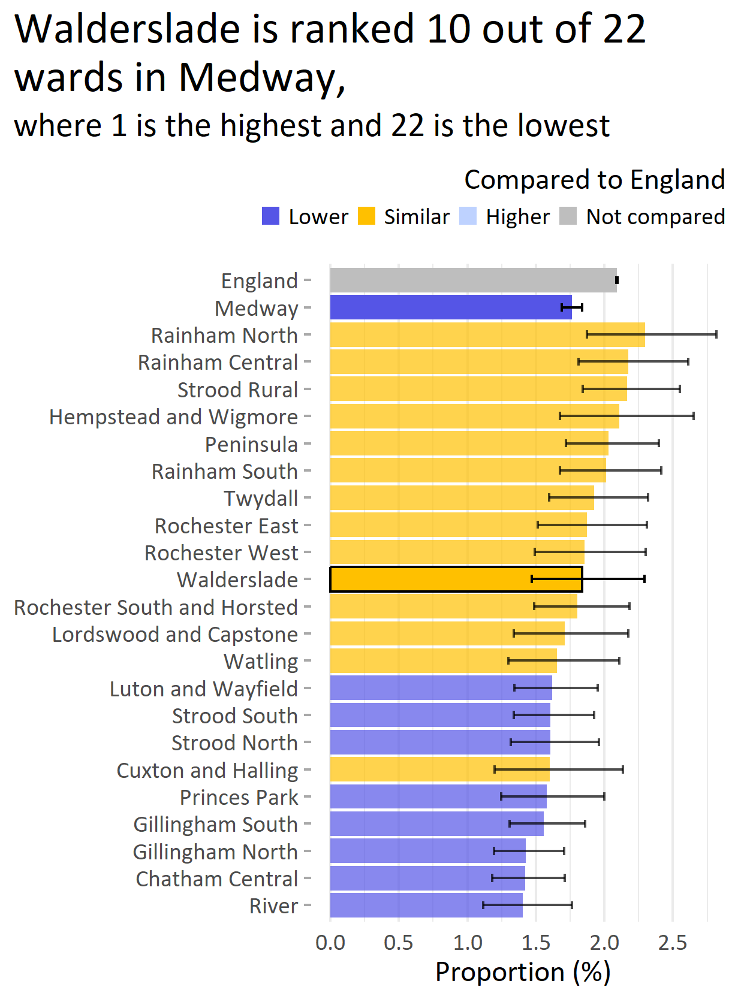 Walderslade is ranked 10 out of 22
wards in Medway,
where 1 is the highest and 22 is the lowest
Compared to England
Lower Similar Higher Not compared
England
Medway
Rainham North
Rainham Central
Strood Rural
Hempstead and Wigmore
Peninsula
Rainham South
Twydall
Rochester East
Rochester West
Walderslade
Rochester South and Horsted
Lordswood and Capstone
Watling
Luton and Wayfield
Strood South
Strood North
Cuxton and Halling
Princes Park
Gillingham South
Gillingham North
Chatham Central
River
0.0 0.5 1.0 1.5 2.0 2.5
Proportion (%)